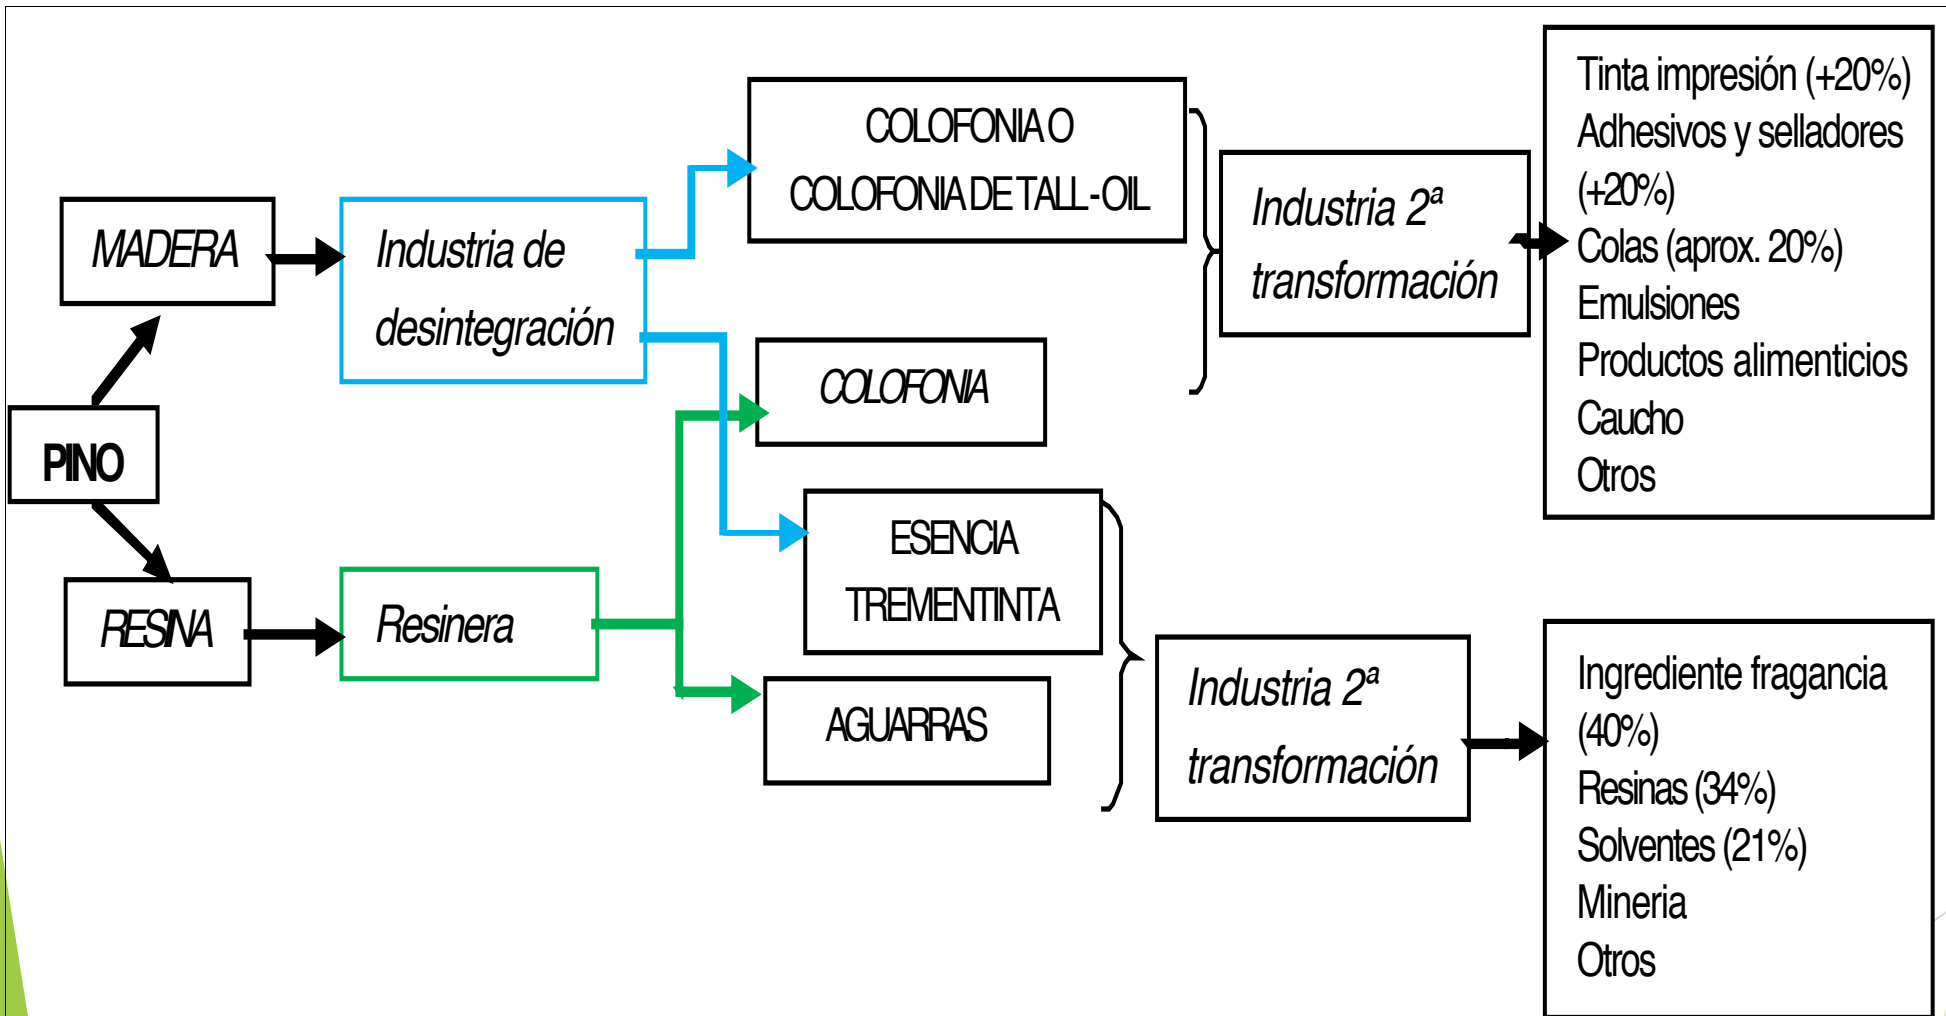 PINO
MADERA
RESINA
Industria de
desintegración
Resinera
COLOFONIA O
COLOFONIA DE TALL-OIL
COLOFONIA
ESENCIA
TREMENTINTA
AGUARRAS
Industria 2ª
transformación
Industria 2ª
transformación
Tinta impresión (+20%)
Adhesivos y selladores
(+20%)
Colas (aprox. 20%)
Emulsiones
Productos alimenticios
Caucho
Otros
Ingrediente fragancia
(40%)
Resinas (34%)
Solventes (21%)
Mineria
Otros